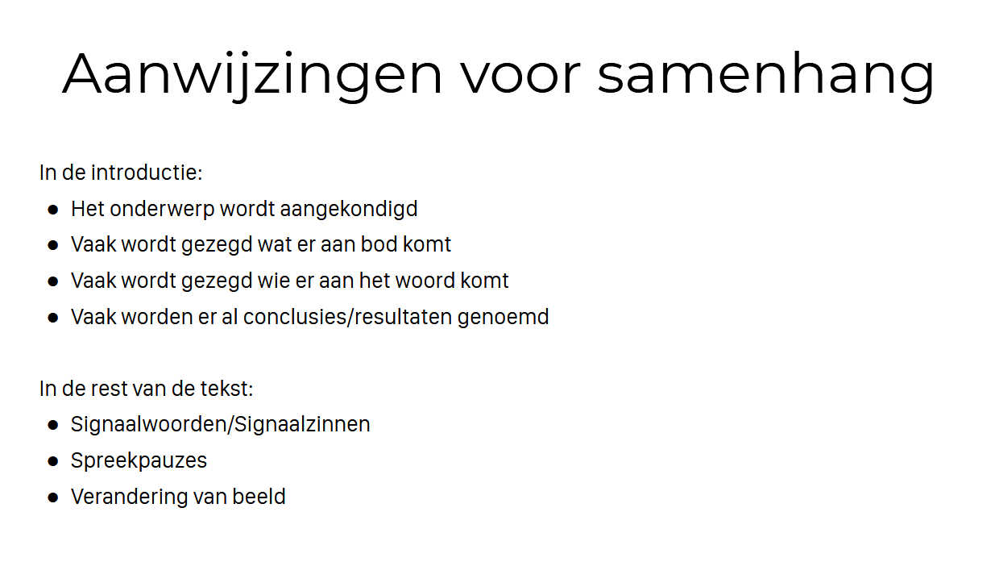 Aanwijzingen voor samenhang
In de introductie:
● Het onderwerp wordt aangekondigd
● Vaak wordt gezegd wat er aan bod komt
● Vaak wordt gezegd wie er aan het woord komt
● Vaak worden er al conclusies/resultaten genoemd
In de rest van de tekst:
● Signaalwoorden/Signaalzinnen
● Spreekpauzes
● Verandering van beeld